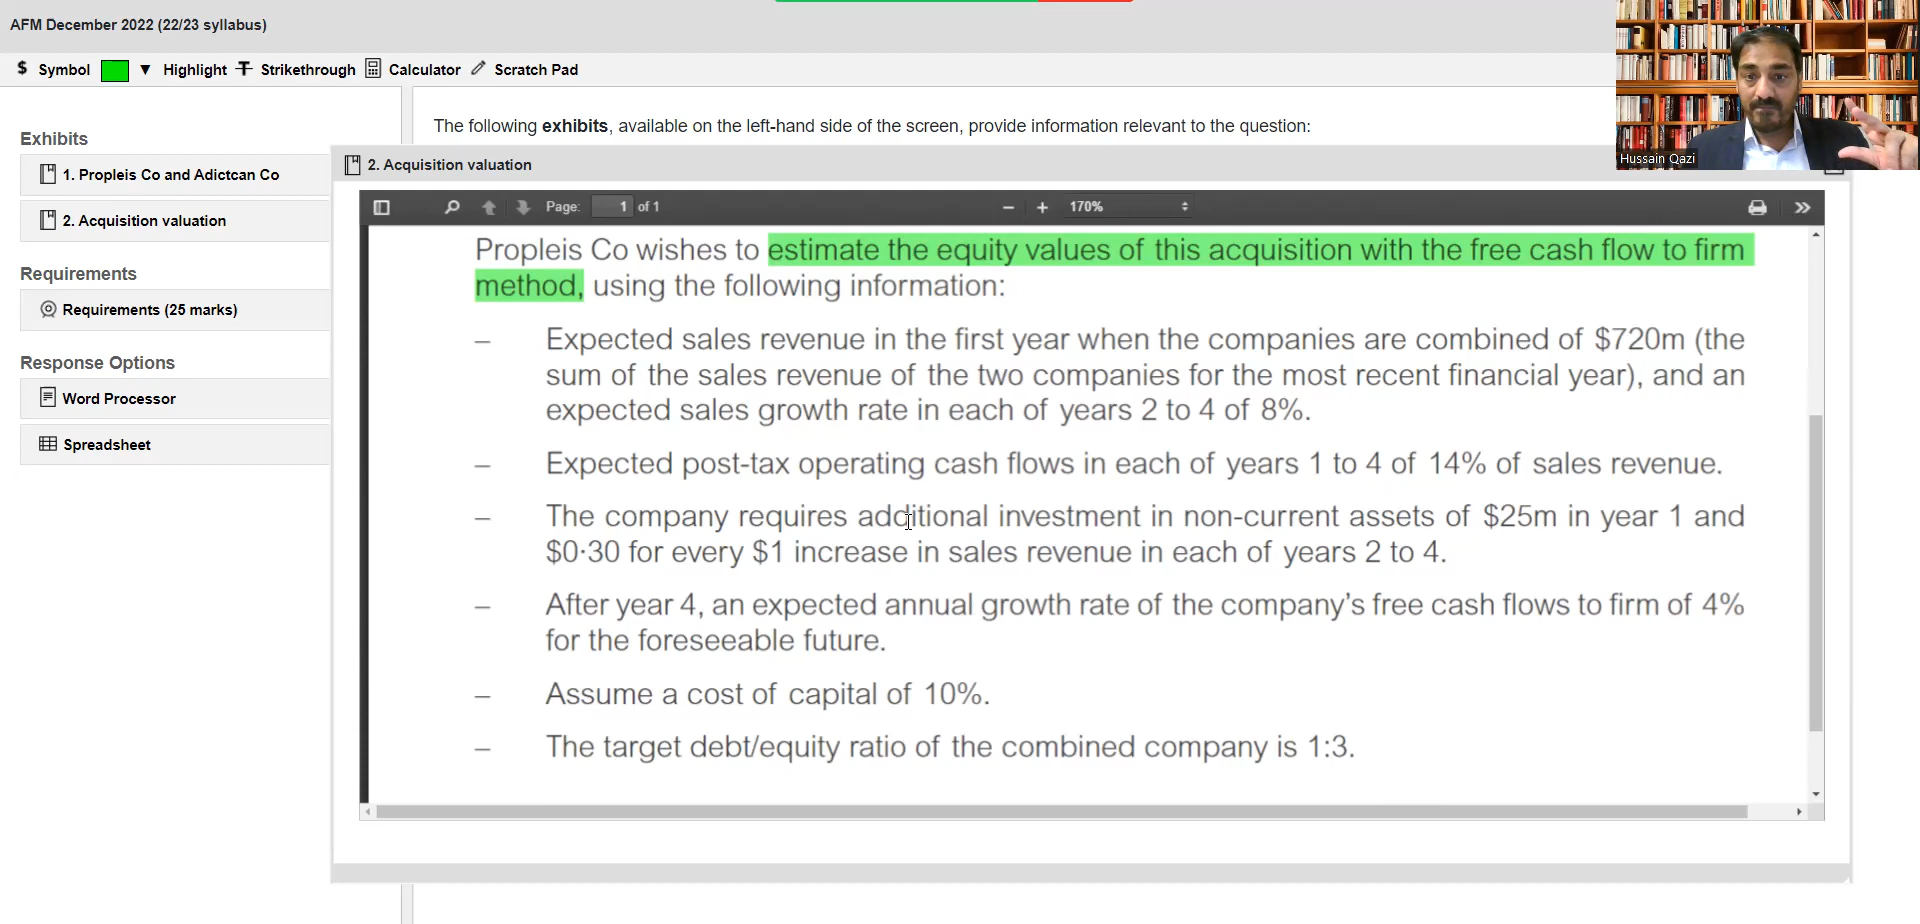 AFM December 2022 (22/23 syllabus)
$ Symbol ▼ Highlight Strikethrough Calculator Scratch Pad
Exhibits
1. Propleis Co and Adictcan Co
2. Acquisition valuation
Requirements
Requirements (25 marks)
Response Options
Word Processor
Spreadsheet
The following exhibits, available on the left-hand side of the screen, provide information relevant to the question:
Hussain Qazi
2. Acquisition valuation
Page: 1 of 1 − + 170%
Propleis Co wishes to estimate the equity values of this acquisition with the free cash flow to firm
method, using the following information:
– Expected sales revenue in the first year when the companies are combined of $720m (the
sum of the sales revenue of the two companies for the most recent financial year), and an
expected sales growth rate in each of years 2 to 4 of 8%.
– Expected post-tax operating cash flows in each of years 1 to 4 of 14% of sales revenue.
– The company requires additional investment in non-current assets of $25m in year 1 and
$0·30 for every $1 increase in sales revenue in each of years 2 to 4.
– After year 4, an expected annual growth rate of the company's free cash flows to firm of 4%
for the foreseeable future.
– Assume a cost of capital of 10%.
– The target debt/equity ratio of the combined company is 1:3.